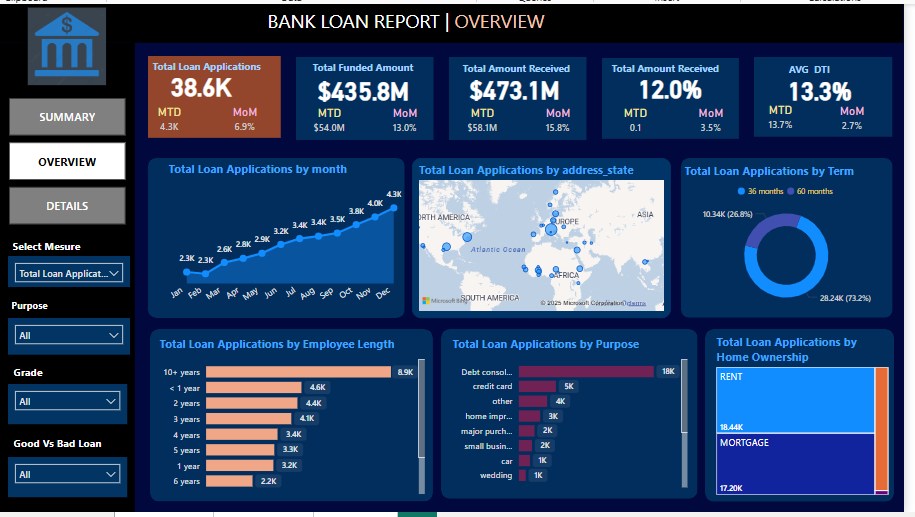 BANK LOAN REPORT | OVERVIEW
$
SUMMARY
OVERVIEW
DETAILS
Select Mesure
Total Loan Applicat...
Purpose
All
Grade
All
Good Vs Bad Loan
All
Total Loan Applications
38.6K
MTD MoM
4.3K 6.9%
Total Funded Amount
$435.8M
MTD MoM
$54.0M 13.0%
Total Amount Received
$473.1M
MTD MoM
$58.1M 15.8%
Total Amount Received
12.0%
MTD MoM
0.1 3.5%
AVG DTI
13.3%
MTD MoM
13.7% 2.7%
Total Loan Applications by month
2.3K 2.3K 2.6K 2.8K 2.9K 3.2K 3.4K 3.4K 3.5K 3.8K 4.0K 4.3K
Jan Feb Mar Apr May Jun Jul Aug Sep Oct Nov Dec
Total Loan Applications by address_state
ORTH AMERICA
EUROPE
ASIA
Atlantic Ocean
AFRICA
SOUTH AMERICA
Microsoft Bing
© 2025 Microsoft Corporation Terms
Total Loan Applications by Term
36 months 60 months
10.34K (26.8%)
28.24K (73.2%)
Total Loan Applications by Employee Length
10+ years 8.9K
< 1 year 4.6K
2 years 4.4K
3 years 4.1K
4 years 3.4K
5 years 3.3K
1 year 3.2K
6 years 2.2K
Total Loan Applications by Purpose
Debt consol... 18K
credit card 5K
other 4K
home impr... 3K
major purch... 2K
small busin... 2K
car 1K
wedding 1K
Total Loan Applications by
Home Ownership
RENT
18.44K
MORTGAGE
17.20K